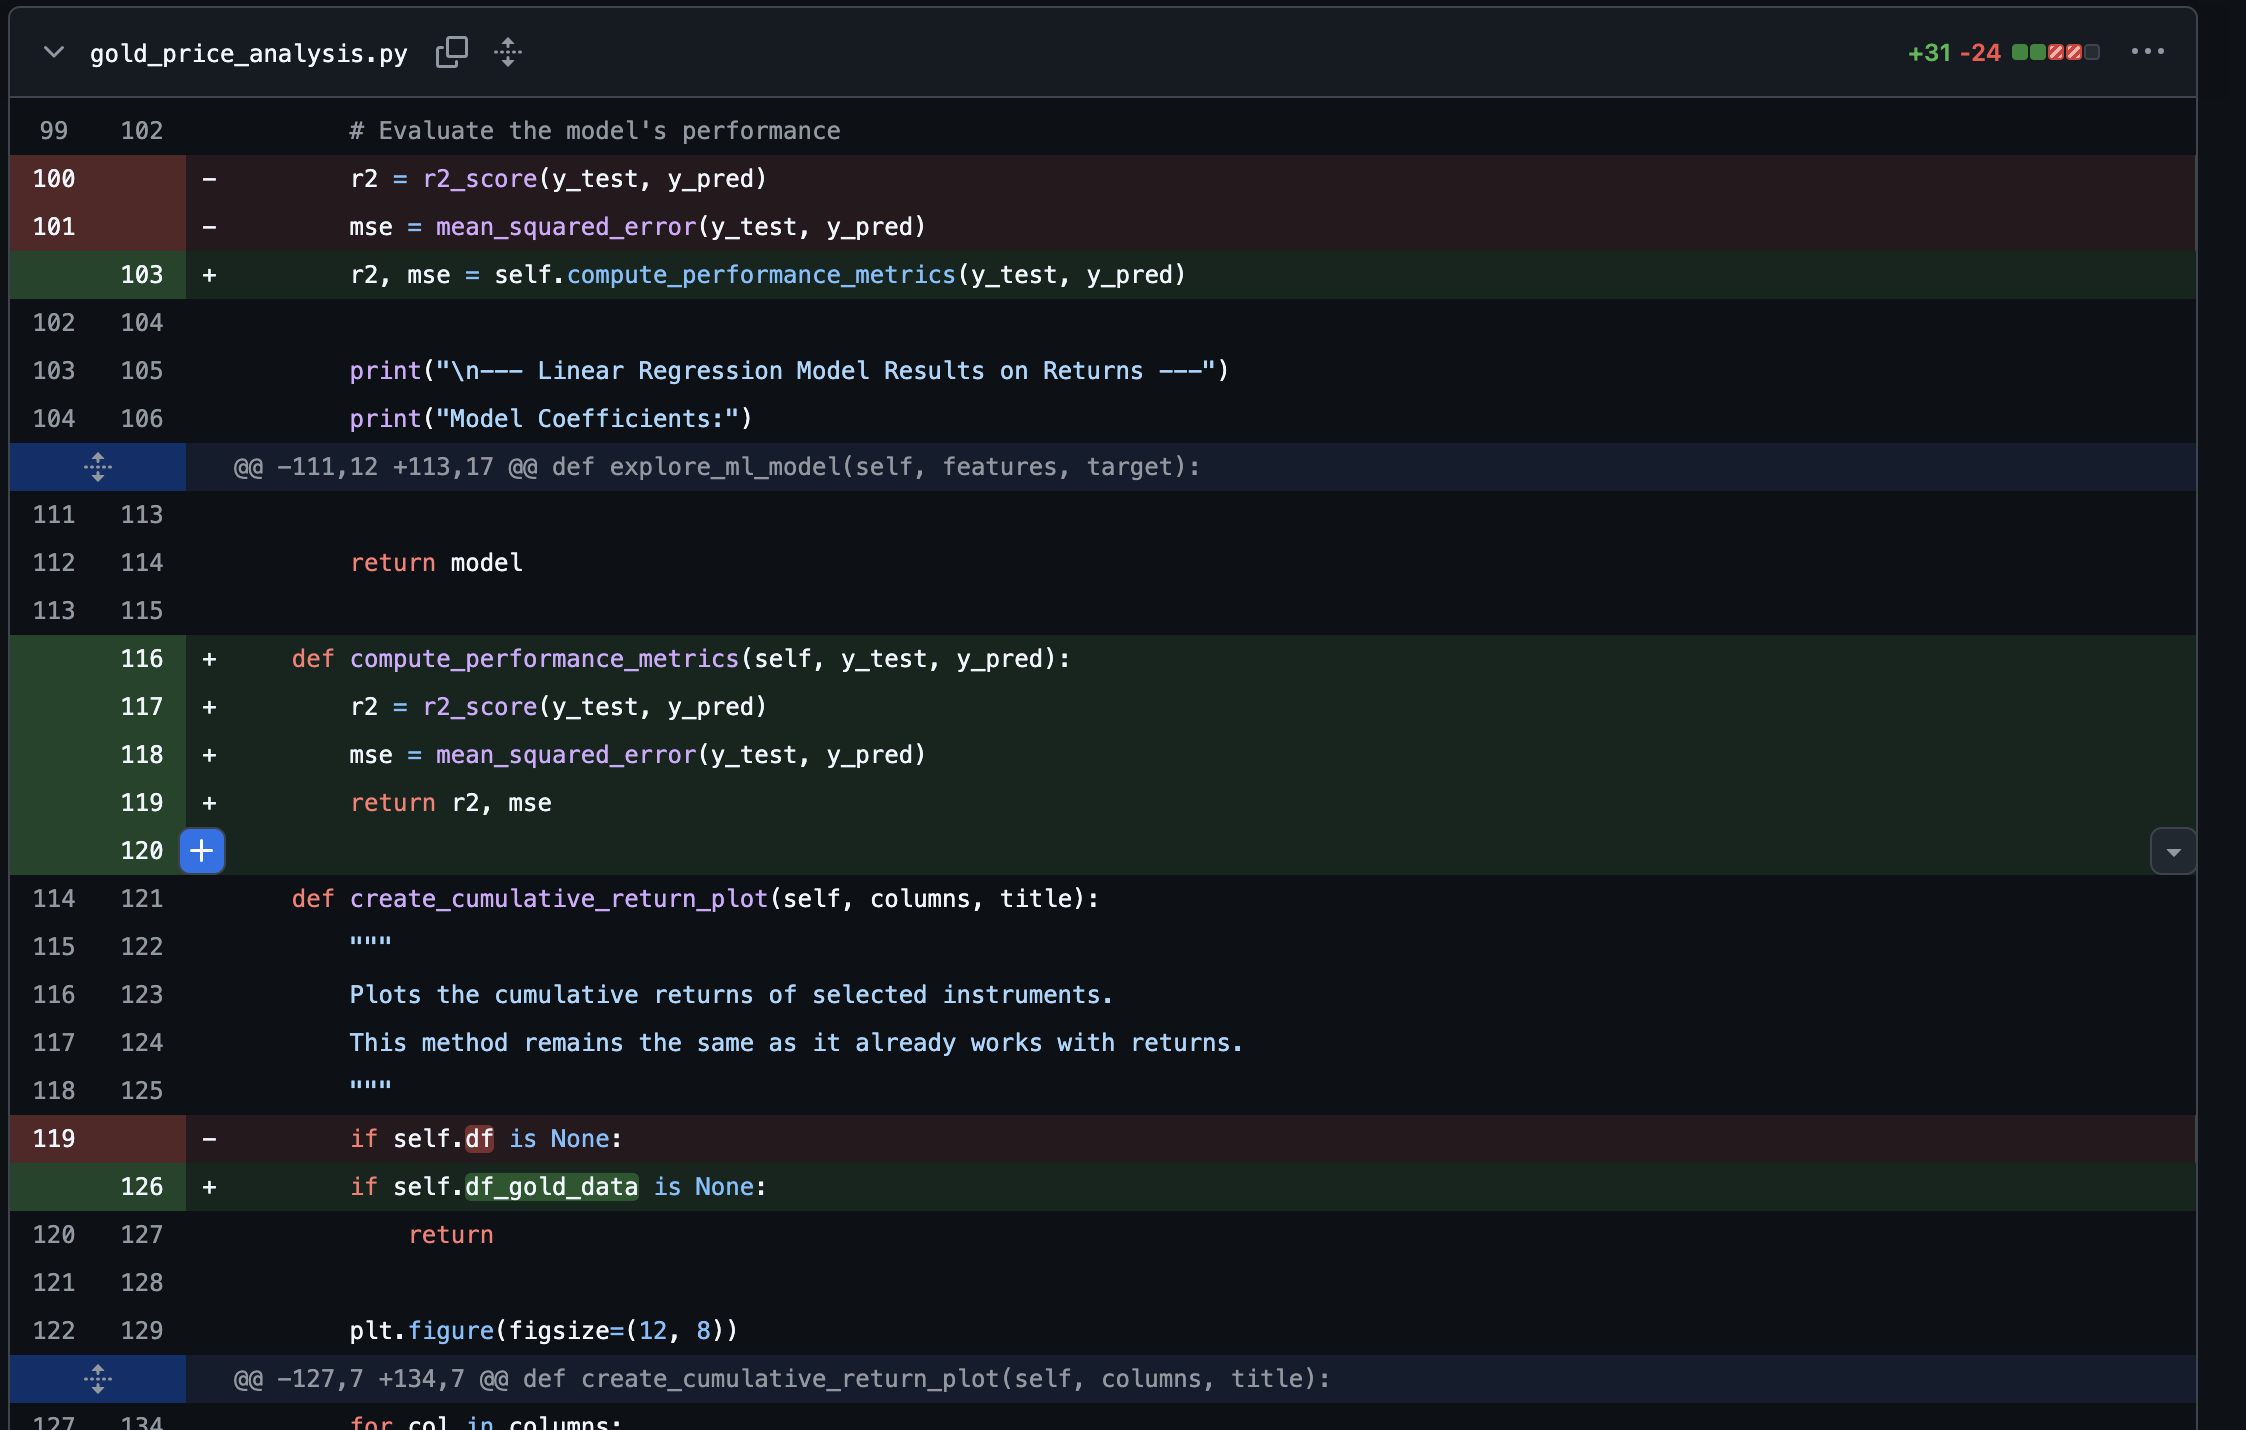 gold_price_analysis.py +31 -24
99 102 # Evaluate the model's performance
100 - r2 = r2_score(y_test, y_pred)
101 - mse = mean_squared_error(y_test, y_pred)
103 + r2, mse = self.compute_performance_metrics(y_test, y_pred)
102 104
103 105 print("\n--- Linear Regression Model Results on Returns ---")
104 106 print("Model Coefficients:")
@@ -111,12 +113,17 @@ def explore_ml_model(self, features, target):
111 113
112 114 return model
113 115
116 + def compute_performance_metrics(self, y_test, y_pred):
117 + r2 = r2_score(y_test, y_pred)
118 + mse = mean_squared_error(y_test, y_pred)
119 + return r2, mse
120 +
114 121 def create_cumulative_return_plot(self, columns, title):
115 122 """
116 123 Plots the cumulative returns of selected instruments.
117 124 This method remains the same as it already works with returns.
118 125 """
119 - if self.df is None:
126 + if self.df_gold_data is None:
120 127 return
121 128
122 129 plt.figure(figsize=(12, 8))
@@ -127,7 +134,7 @@ def create_cumulative_return_plot(self, columns, title):
127 134 for col in columns: